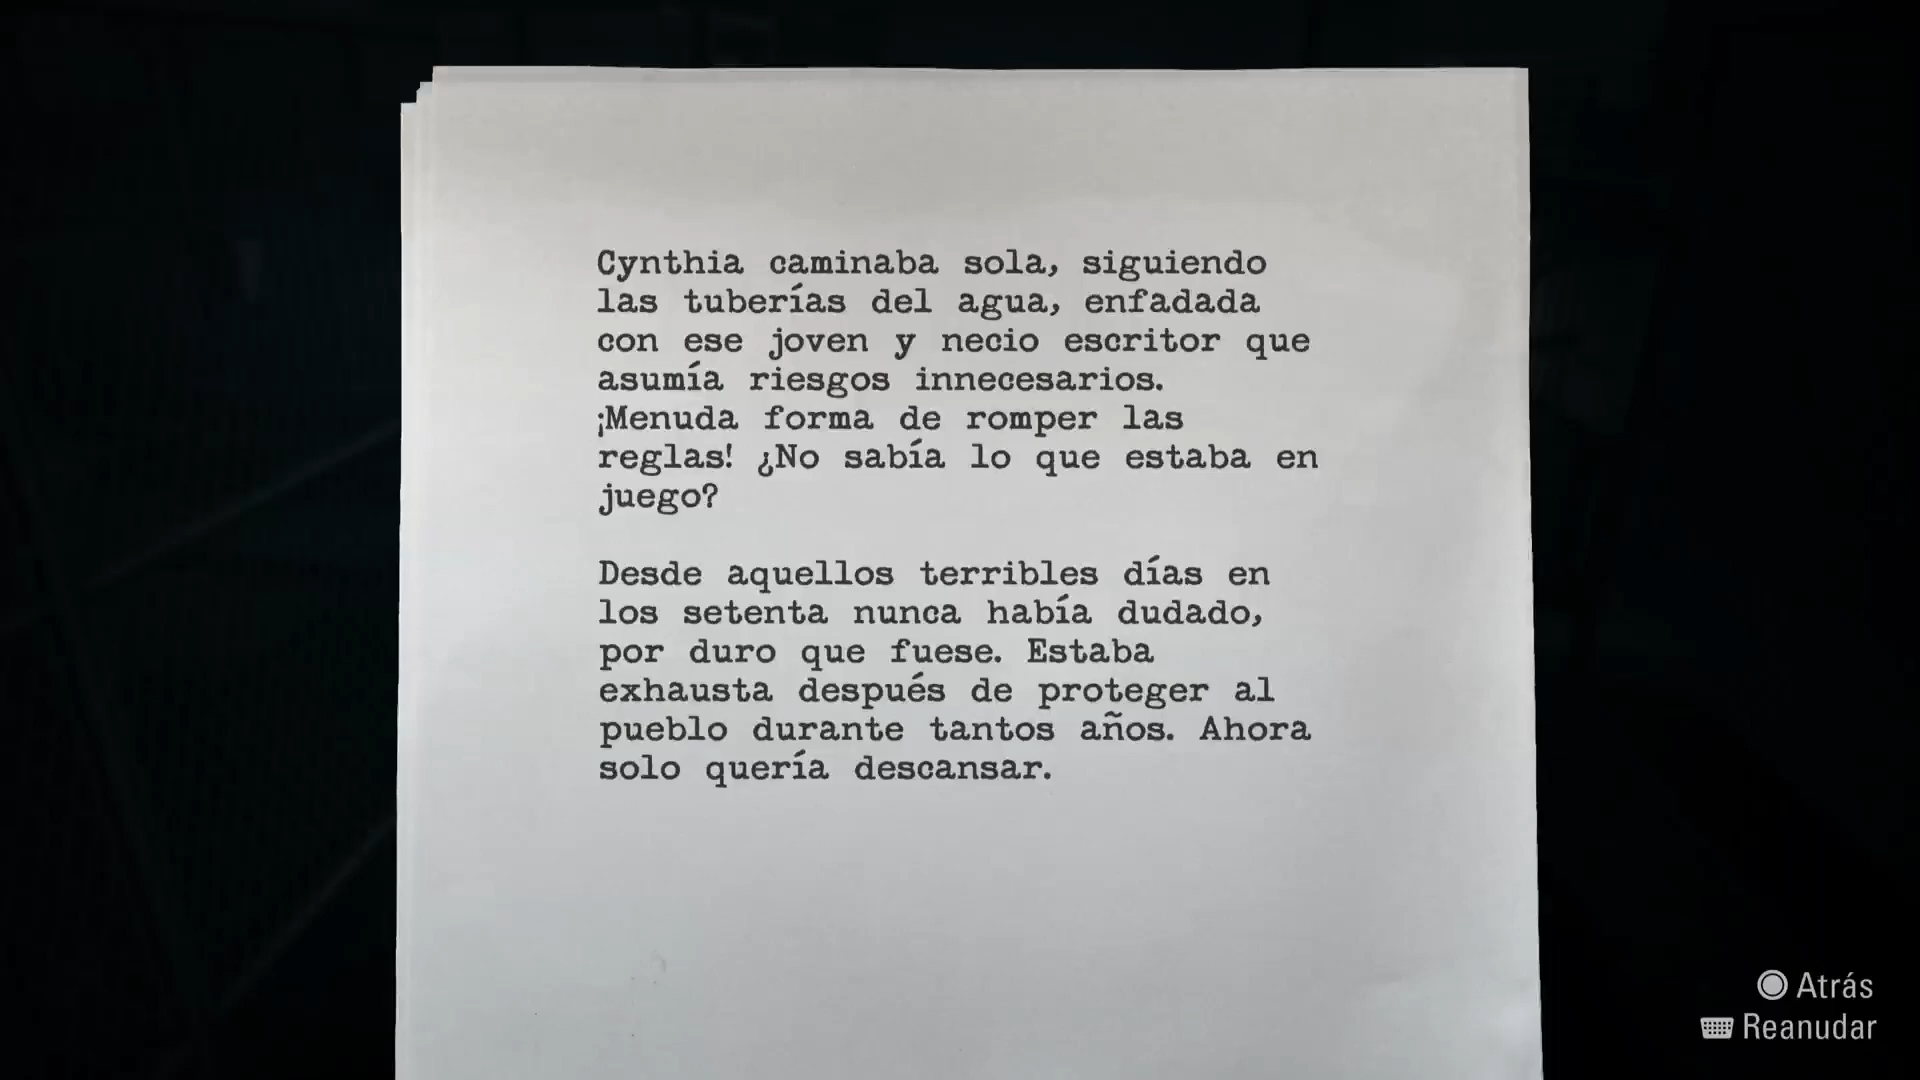 Cynthia caminaba sola, siguiendo
las tuberías del agua, enfadada
con ese joven y necio escritor que
asumía riesgos innecesarios.
¡Menuda forma de romper las
reglas! ¿No sabía lo que estaba en
juego?
Desde aquellos terribles días en
los setenta nunca había dudado,
por duro que fuese. Estaba
exhausta después de proteger al
pueblo durante tantos años. Ahora
solo quería descansar.
Atrás
Reanudar